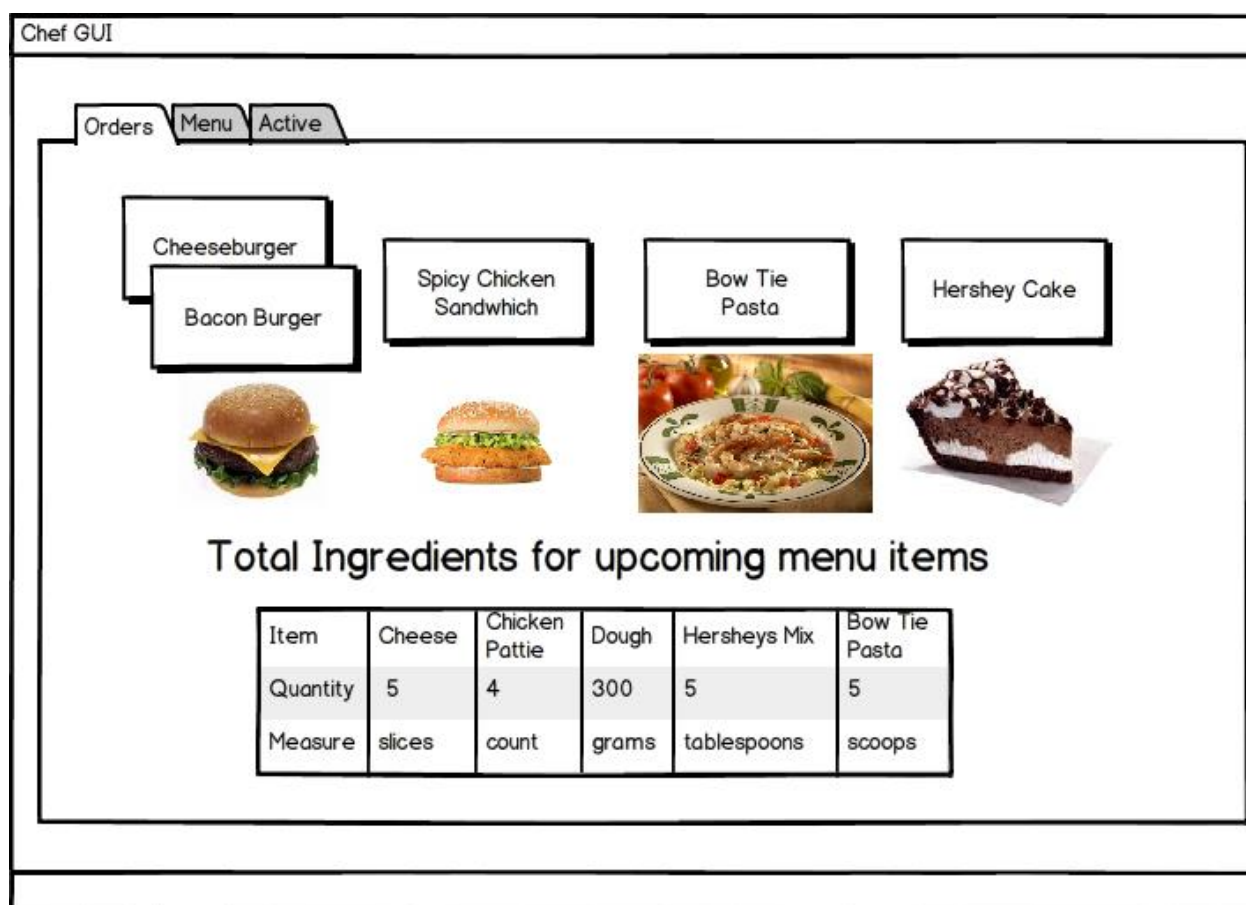 Chef GUI
Orders Menu Active
Cheeseburger
Bacon Burger
Spicy Chicken
Sandwhich
Bow Tie
Pasta
Hershey Cake
Total Ingredients for upcoming menu items
Item Cheese Chicken Pattie Dough Hersheys Mix Bow Tie Pasta
Quantity 5 4 300 5 5
Measure slices count grams tablespoons scoops